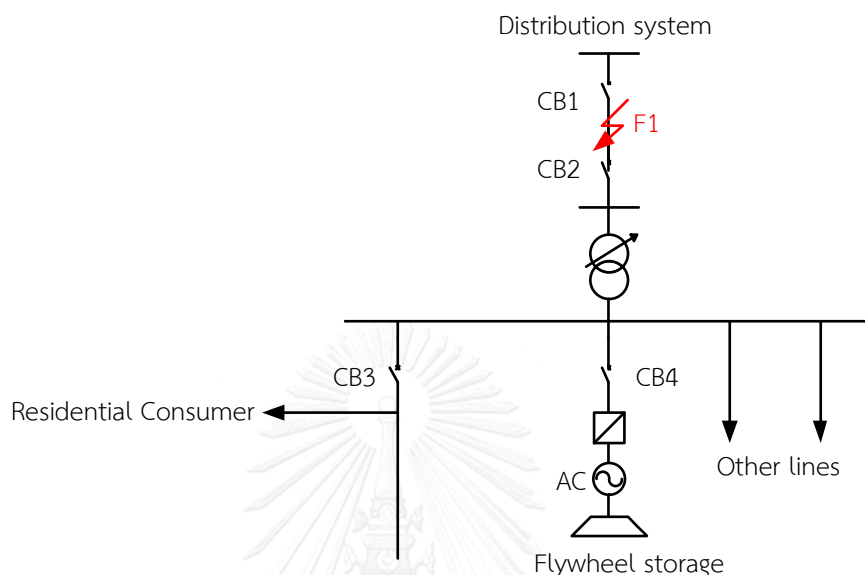 Distribution system
CB1
F1
CB2
CB3
CB4
Residential Consumer
Other lines
AC
Flywheel storage